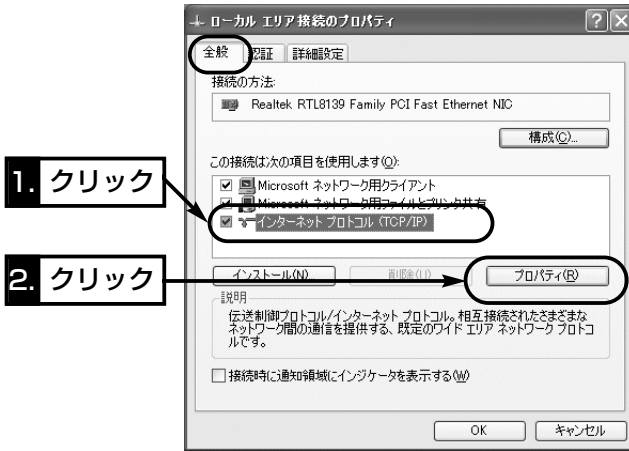 ローカル エリア接続のプロパティ
全般 認証 詳細設定
接続の方法:
Realtek RTL8139 Family PCI Fast Ethernet NIC
構成(C)...
この接続は次の項目を使用します(O):
Microsoft ネットワーク用クライアント
Microsoft ネットワーク用ファイルとプリンタ共有
インターネット プロトコル (TCP/IP)
1. クリック
インストール(N)... 削除(U) プロパティ(R)
2. クリック
説明
伝送制御プロトコル/インターネット プロトコル。相互接続されたさまざまな
ネットワーク間の通信を提供する、既定のワイド エリア ネットワーク プロトコ
ルです。
接続時に通知領域にインジケータを表示する(W)
OK キャンセル